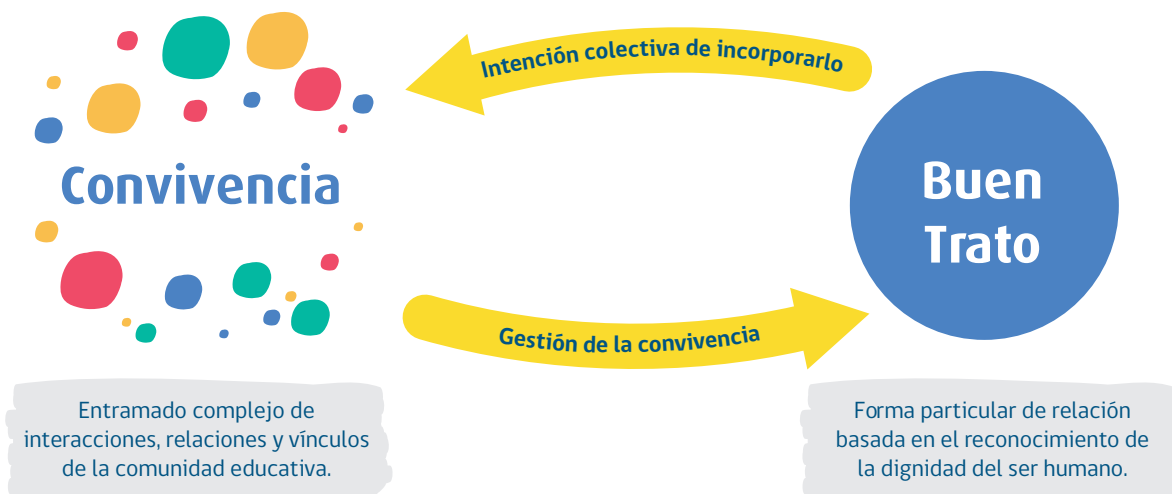 Intención colectiva de incorporarlo
Convivencia
Buen
Trato
Gestión de la convivencia
Entramado complejo de
interacciones, relaciones y vínculos
de la comunidad educativa.
Forma particular de relación
basada en el reconocimiento de
la dignidad del ser humano.